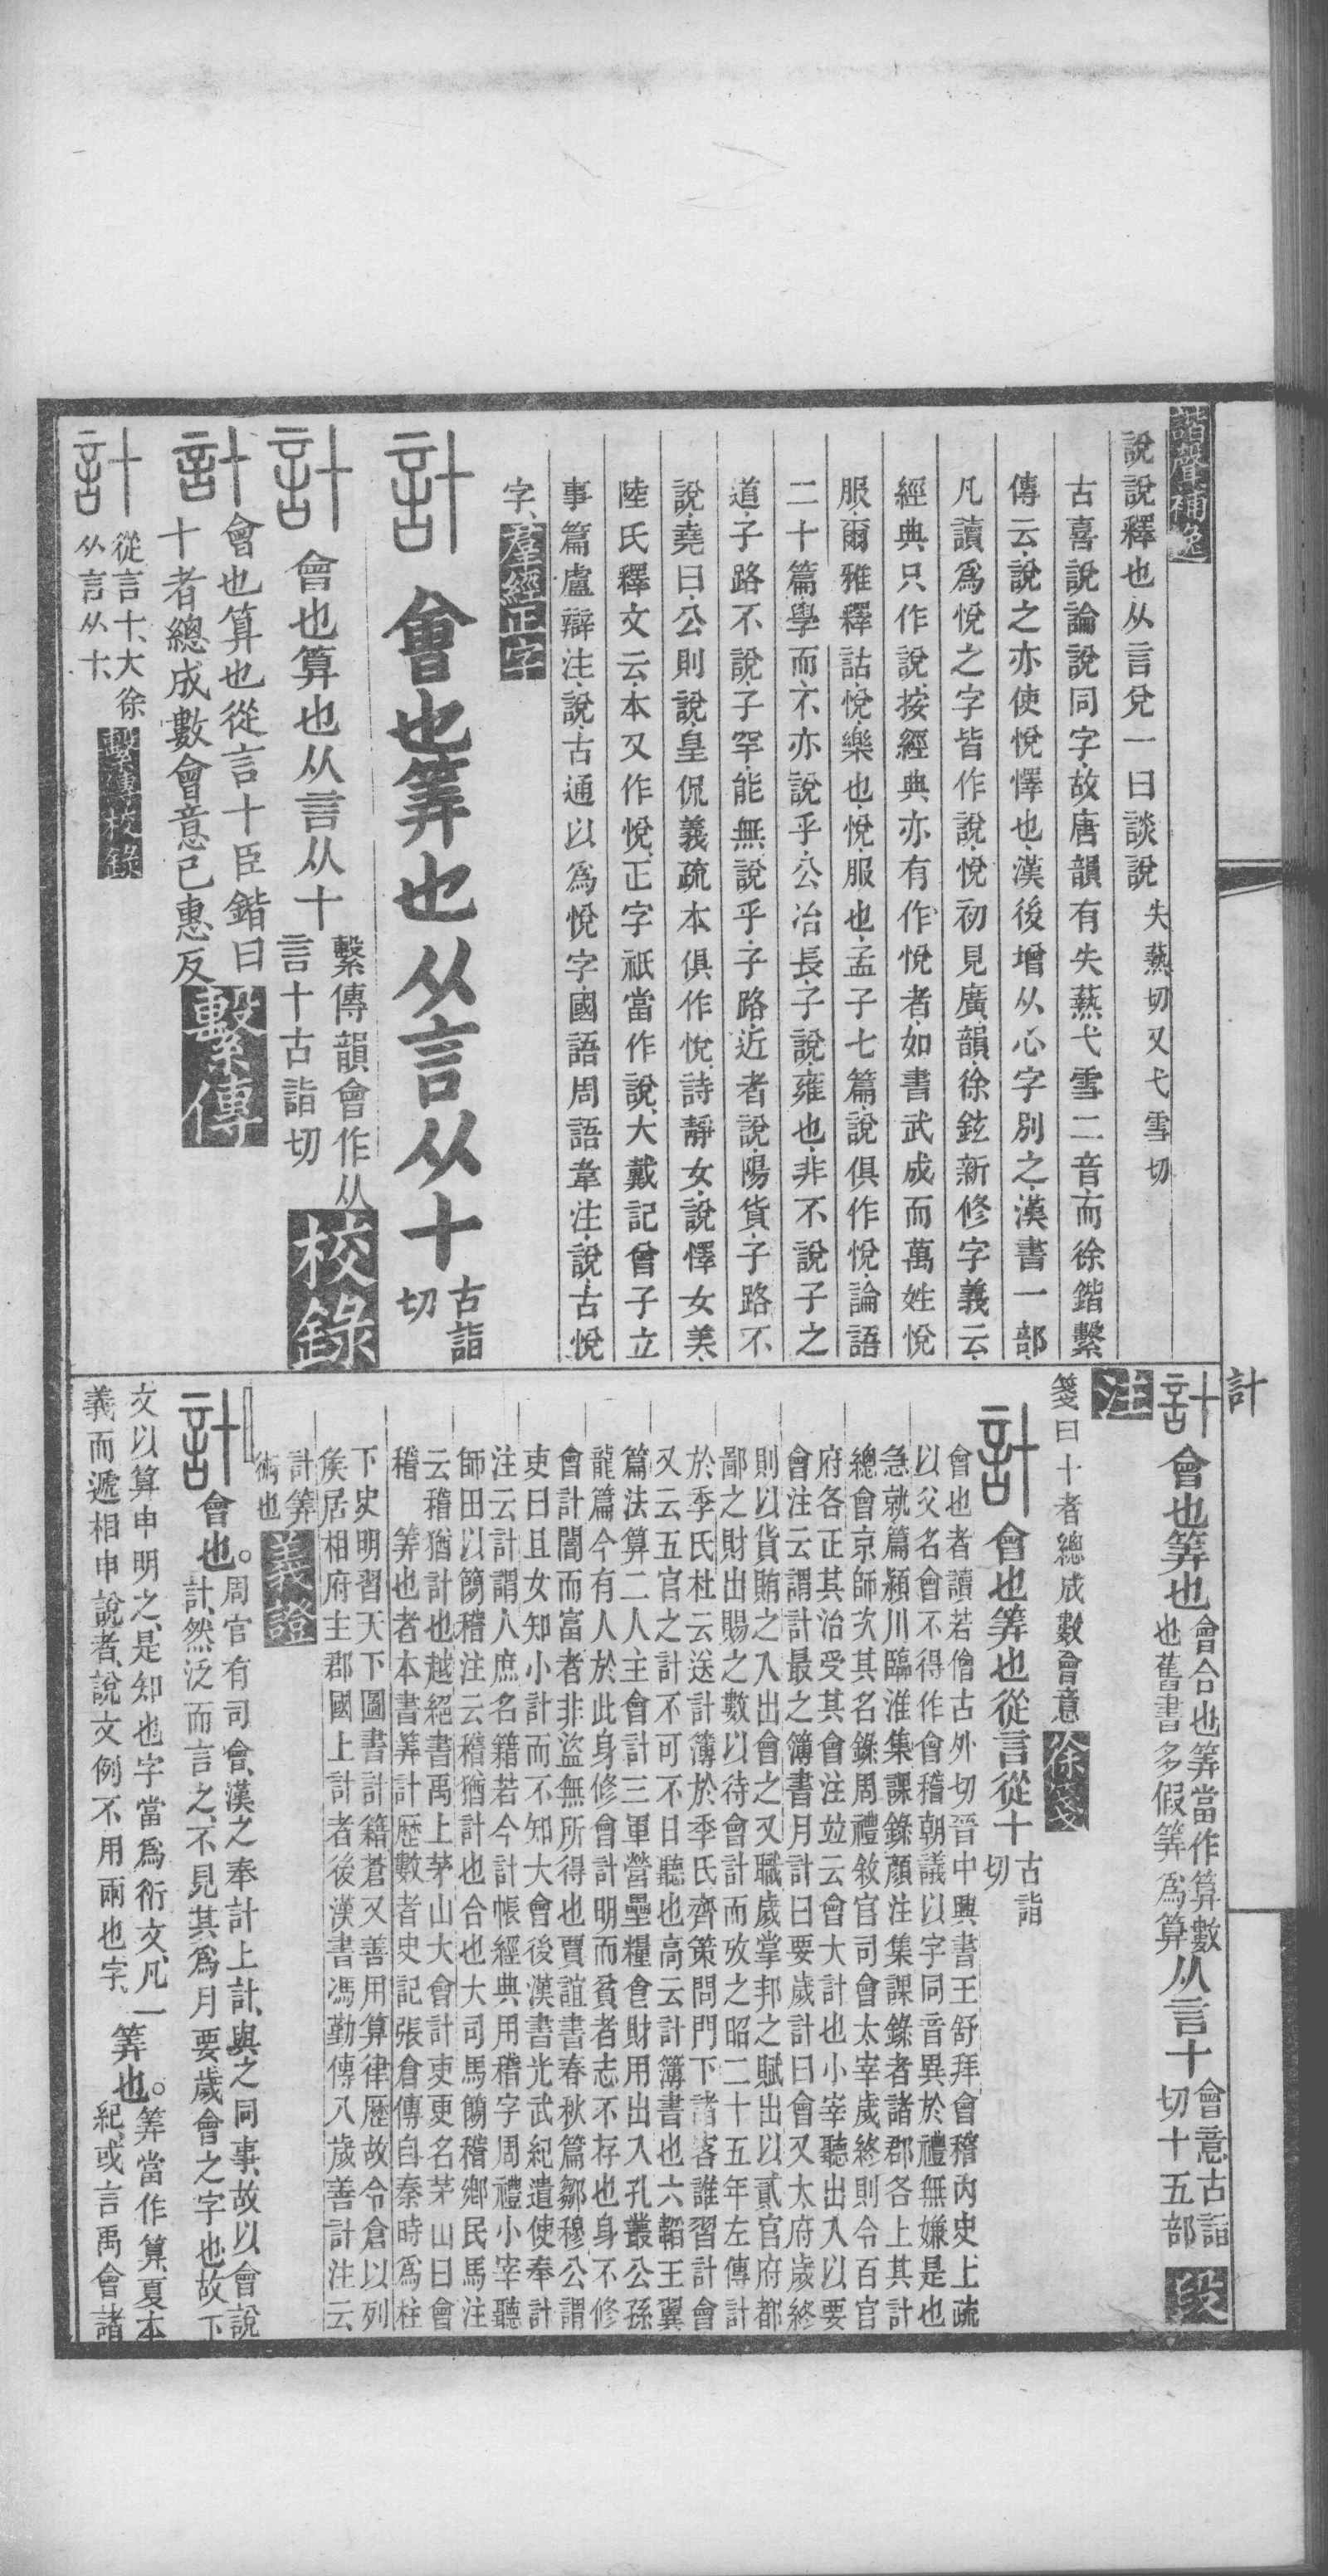 諧聲補逸
說說釋也从言兌一曰談說失爇切又弋雪切
古喜說論說同字故唐韻有失爇弋雪二音而徐鍇繫
傳云說之亦使悅懌也漢後增从心字別之漢書一部
凡讀爲悅之字皆作說悅初見廣韻徐鉉新修字義云
經典只作說按經典亦有作悅者如書武成而萬姓悅
服爾雅釋詁悅樂也悅服也孟子七篇說俱作悅論語
二十篇學而不亦說乎公冶長子說雍也非不說子之
道子路不說子罕能無說乎子路近者說陽貨子路不
說堯曰公則說皇侃義疏本俱作悅詩靜女說懌女美
陸氏釋文云本又作悅正字祇當作說大戴記曾子立
事篇盧辯注說古通以爲悅字國語周語韋注說古悅
字羣經正字
計會也筭也从言从十古詣切
計會也算也从言从十繫傳韻會作从言十古詣切校錄
計會也算也從言十臣鍇曰
十者總成數會意己惠反繫傳
計從言十大徐
从言从十繫傳校錄
計
計會也筭也會合也筭當作算數也舊書多假筭爲算从言十會意古詣切十五部段
注
箋曰十者總成數會意徐箋
計會也筭也從言從十古詣切
會也者讀若儈古外切晉中興書王舒拜會稽內史上疏
以父名會不得作會稽朝議以字同音異於禮無嫌是也
急就篇潁川臨淮集課錄顏注集課錄者諸郡各上其計
總會京師次其名錄周禮敘官司會太宰歲終則令百官
府各正其治受其會注竝云會大計也小宰聽出入以要
會注云謂計最之簿書月計曰要歲計曰會又太府歲終
則以貨賄之入出會之又職歲掌邦之賦出以貳官府都
鄙之財出賜之數以待會計而攷之昭二十五年左傳計
於季氏杜云送計簿於季氏齊策問門下諸客誰習計會
又云五官之計不可不日聽也高云計簿書也六韜王翼
篇法算二人主會計三軍營壘糧食財用出入孔叢公孫
龍篇今有人於此身修會計明而貧者志不存也身不修
會計闇而富者非盜無所得也賈誼書春秋篇鄒穆公謂
吏曰且女知小計而不知大會後漢書光武紀遣使奉計
注云計謂人庶名籍若今計帳經典用稽字周禮小宰聽
師田以簡稽注云稽猶計也合也大司馬簡稽鄉民馬注
云稽猶計也越絕書禹上茅山大會計吏更名茅山曰會
稽 筭也者本書筭計歷數者史記張倉傳自秦時爲柱
下史明習天下圖書計籍蒼又善用算律歷故令倉以列
侯居相府主郡國上計者後漢書馮勤傳八歲善計注云
計筭術也義證
計會也。周官有司會漢之奉計上計與之同事故以會說計然泛而言之不見其爲月要歲會之字也故下
文以算申明之是知也字當爲衍文凡一
義而遞相申說者說文例不用兩也字筭也。筭當作算夏本紀或言禹會諸